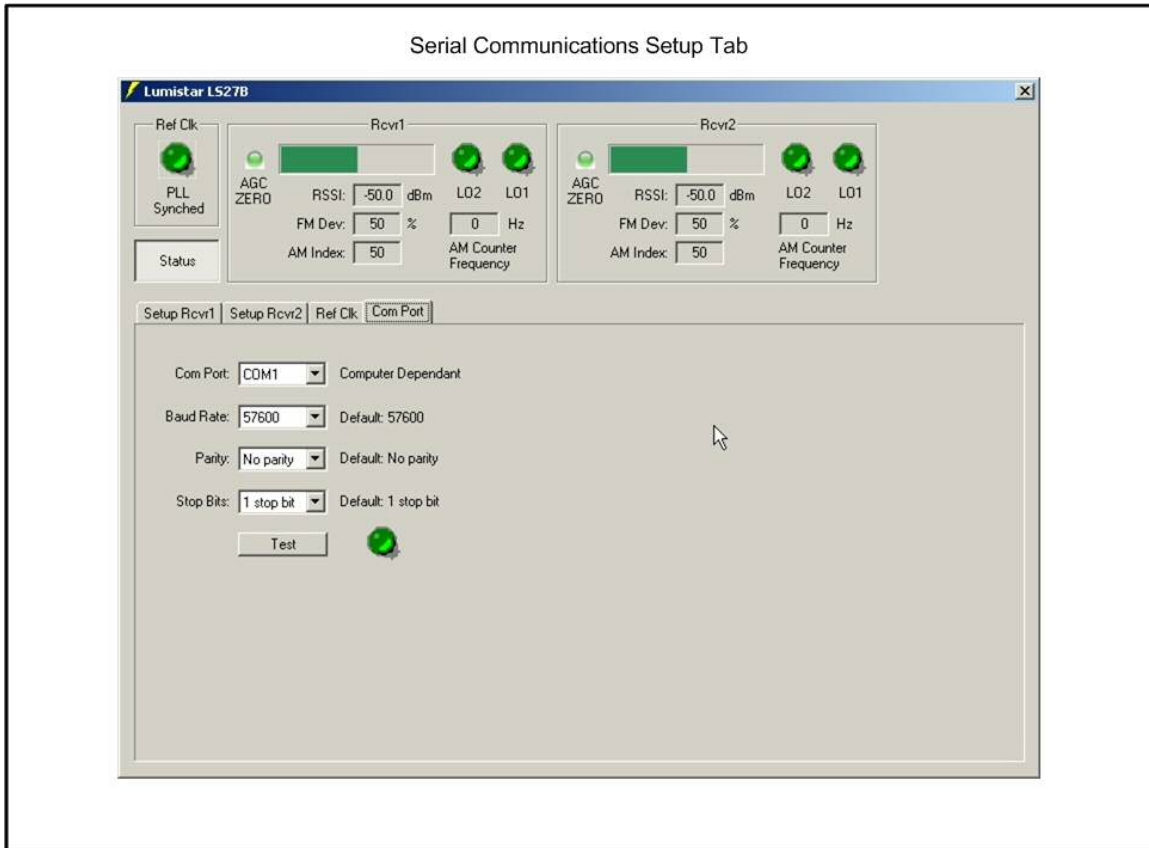 Serial Communications Setup Tab
Lumistar LS27B
Ref Clk
PLL
Synched
Status
Rcvr1
AGC
ZERO
RSSI: -50.0 dBm
FM Dev: 50 %
AM Index: 50
LO2 LO1
0 Hz
AM Counter
Frequency
Rcvr2
AGC
ZERO
RSSI: -50.0 dBm
FM Dev: 50 %
AM Index: 50
LO2 LO1
0 Hz
AM Counter
Frequency
Setup Rcvr1 Setup Rcvr2 Ref Clk Com Port
Com Port: COM1 Computer Dependant
Baud Rate: 57600 Default: 57600
Parity: No parity Default: No parity
Stop Bits: 1 stop bit Default: 1 stop bit
Test